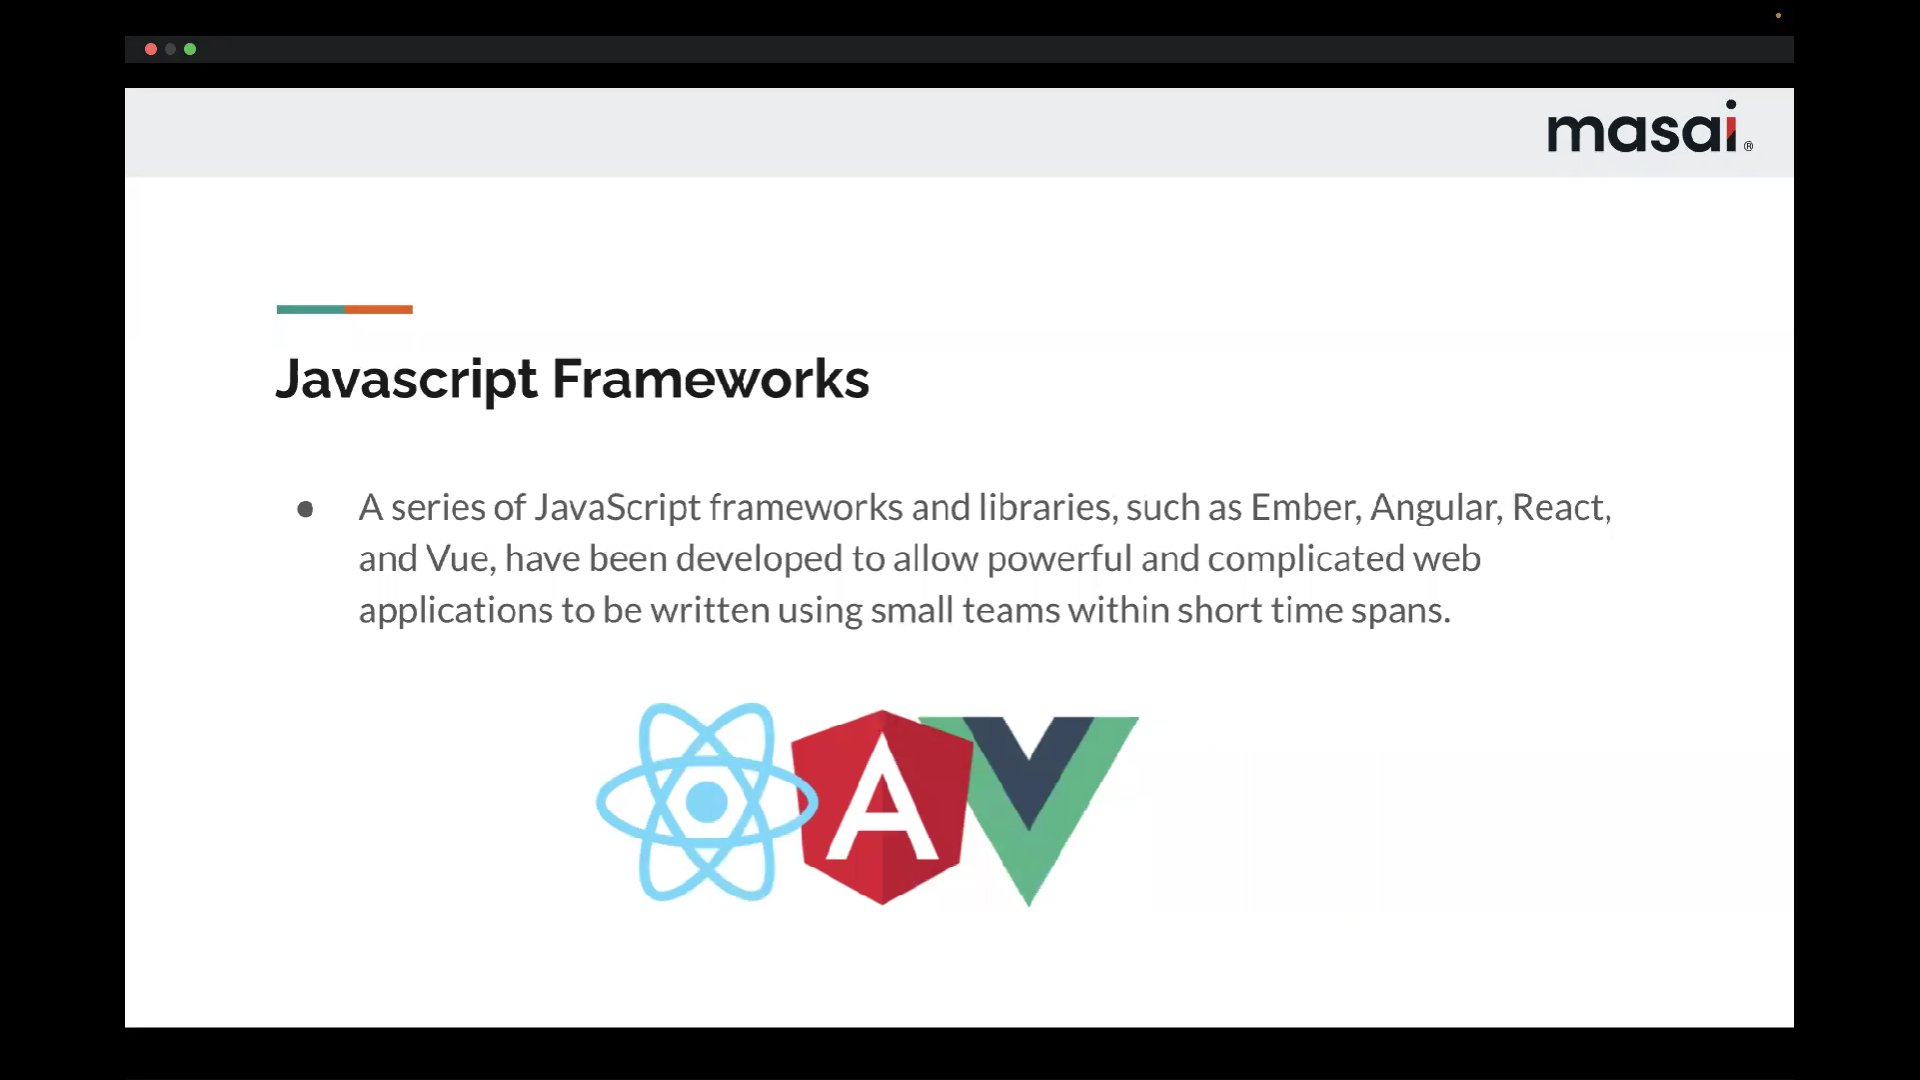 masai®
Javascript Frameworks
● A series of JavaScript frameworks and libraries, such as Ember, Angular, React,
and Vue, have been developed to allow powerful and complicated web
applications to be written using small teams within short time spans.
A